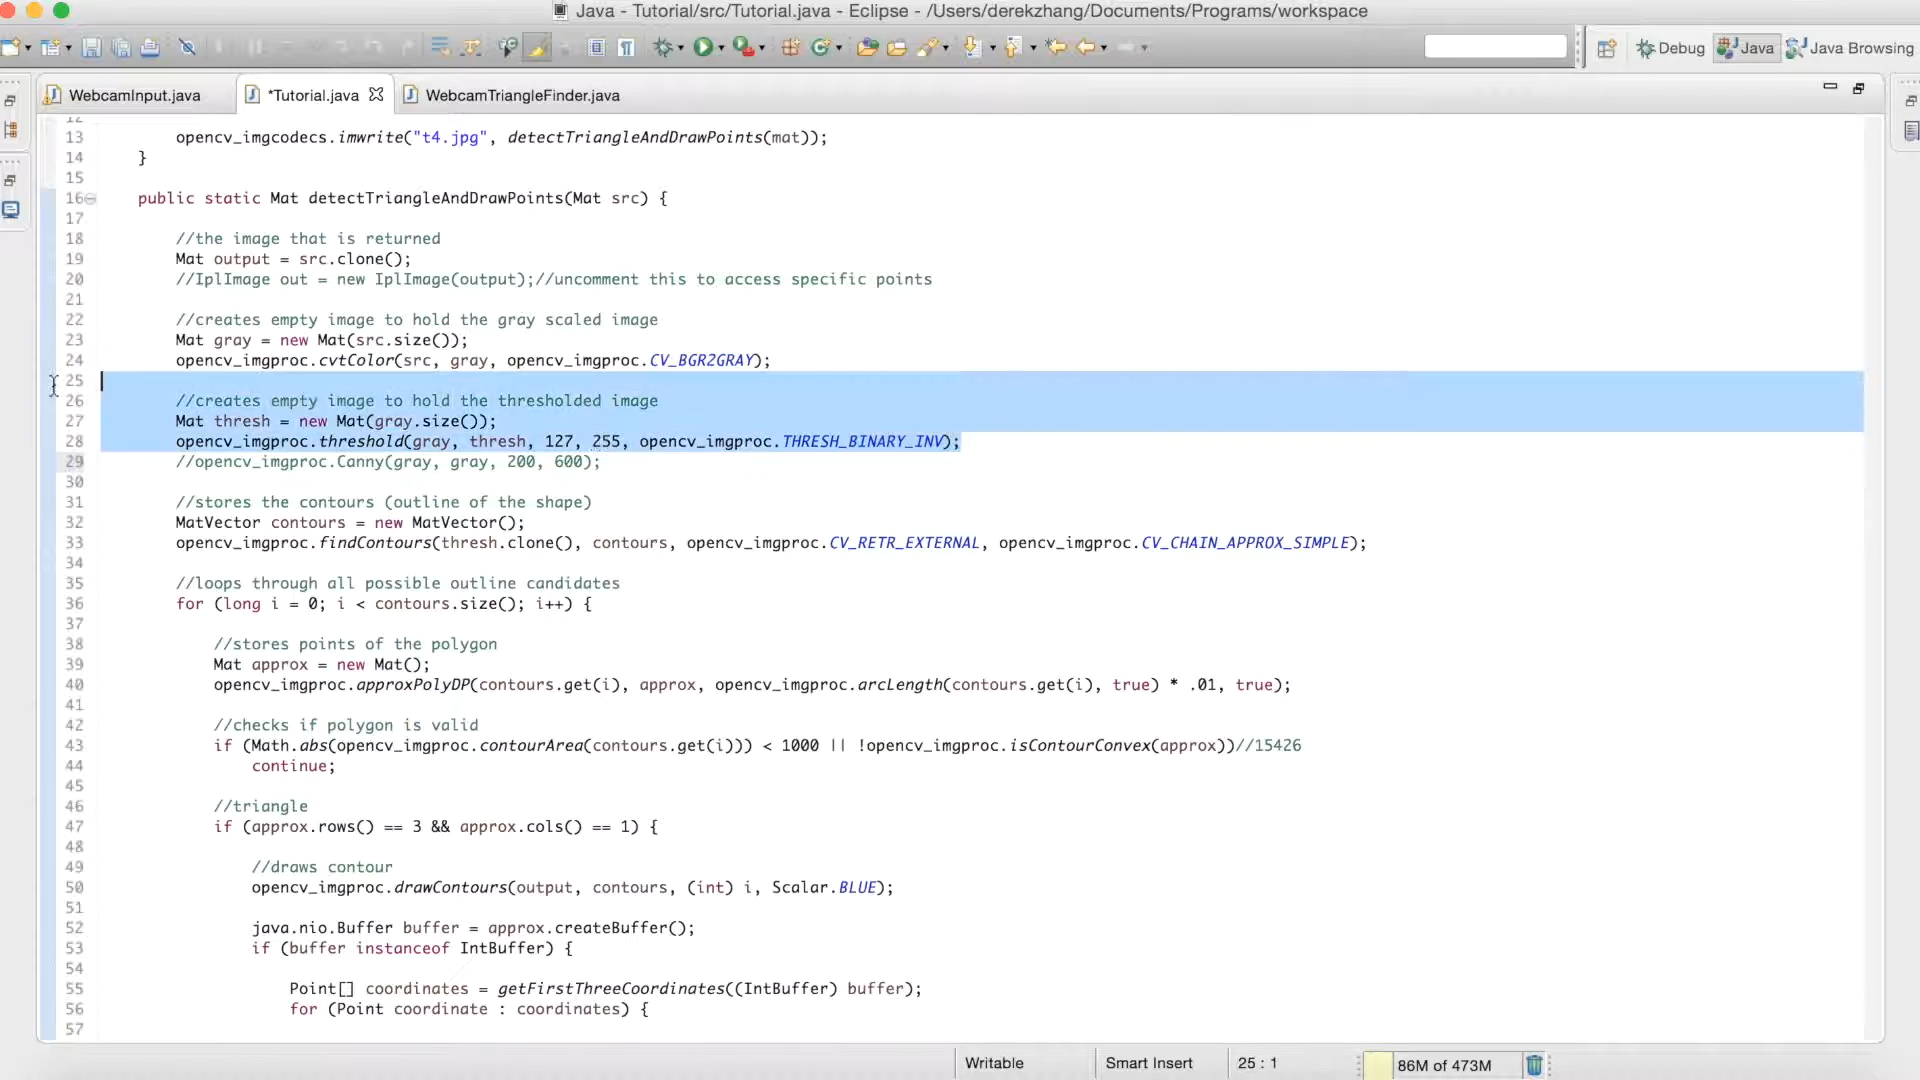 Java - Tutorial/src/Tutorial.java - Eclipse - /Users/derekzhang/Documents/Programs/workspace
Debug
Java
Java Browsing
WebcamInput.java
*Tutorial.java
WebcamTriangleFinder.java
12
13 opencv_imgcodecs.imwrite("t4.jpg", detectTriangleAndDrawPoints(mat));
14 }
15
16 public static Mat detectTriangleAndDrawPoints(Mat src) {
17
18 //the image that is returned
19 Mat output = src.clone();
20 //IplImage out = new IplImage(output);//uncomment this to access specific points
21
22 //creates empty image to hold the gray scaled image
23 Mat gray = new Mat(src.size());
24 opencv_imgproc.cvtColor(src, gray, opencv_imgproc.CV_BGR2GRAY);
25
26 //creates empty image to hold the thresholded image
27 Mat thresh = new Mat(gray.size());
28 opencv_imgproc.threshold(gray, thresh, 127, 255, opencv_imgproc.THRESH_BINARY_INV);
29 //opencv_imgproc.Canny(gray, gray, 200, 600);
30
31 //stores the contours (outline of the shape)
32 MatVector contours = new MatVector();
33 opencv_imgproc.findContours(thresh.clone(), contours, opencv_imgproc.CV_RETR_EXTERNAL, opencv_imgproc.CV_CHAIN_APPROX_SIMPLE);
34
35 //loops through all possible outline candidates
36 for (long i = 0; i < contours.size(); i++) {
37
38 //stores points of the polygon
39 Mat approx = new Mat();
40 opencv_imgproc.approxPolyDP(contours.get(i), approx, opencv_imgproc.arcLength(contours.get(i), true) * .01, true);
41
42 //checks if polygon is valid
43 if (Math.abs(opencv_imgproc.contourArea(contours.get(i))) < 1000 || !opencv_imgproc.isContourConvex(approx))//15426
44 continue;
45
46 //triangle
47 if (approx.rows() == 3 && approx.cols() == 1) {
48
49 //draws contour
50 opencv_imgproc.drawContours(output, contours, (int) i, Scalar.BLUE);
51
52 java.nio.Buffer buffer = approx.createBuffer();
53 if (buffer instanceof IntBuffer) {
54
55 Point[] coordinates = getFirstThreeCoordinates((IntBuffer) buffer);
56 for (Point coordinate : coordinates) {
57
Writable
Smart Insert
25 : 1
86M of 473M